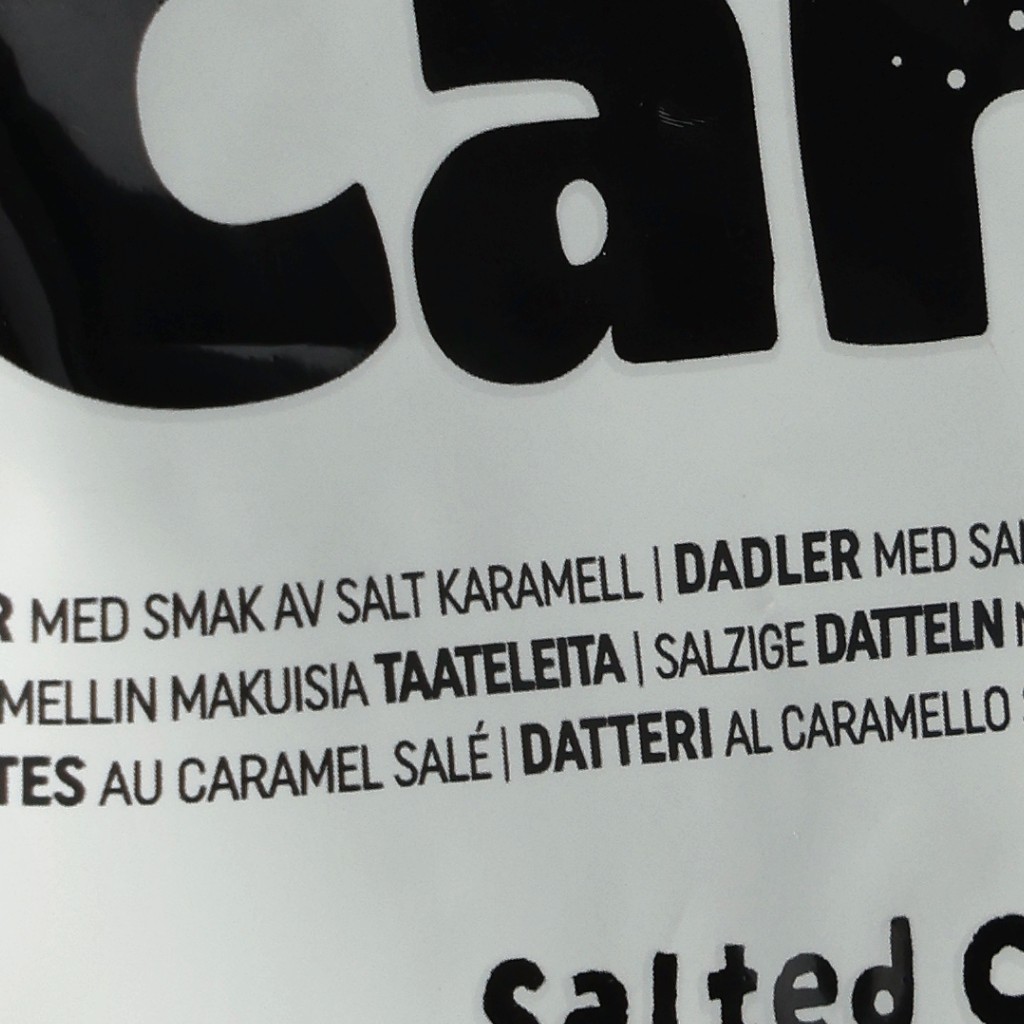 Car
R MED SMAK AV SALT KARAMELL | DADLER MED SAL
MELLIN MAKUISIA TAATELEITA | SALZIGE DATTELN
TES AU CARAMEL SALÉ | DATTERI AL CARAMELLO
Salted C